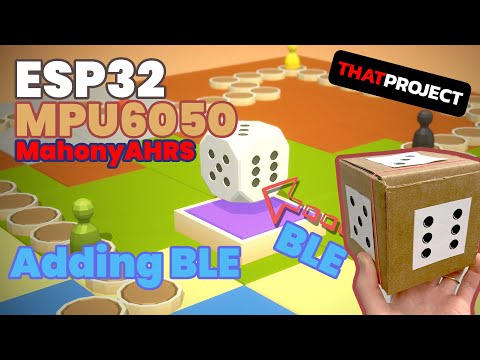 ESP32
MPU6050
MahonyAHRS
THATPROJECT
BLE
Adding BLE